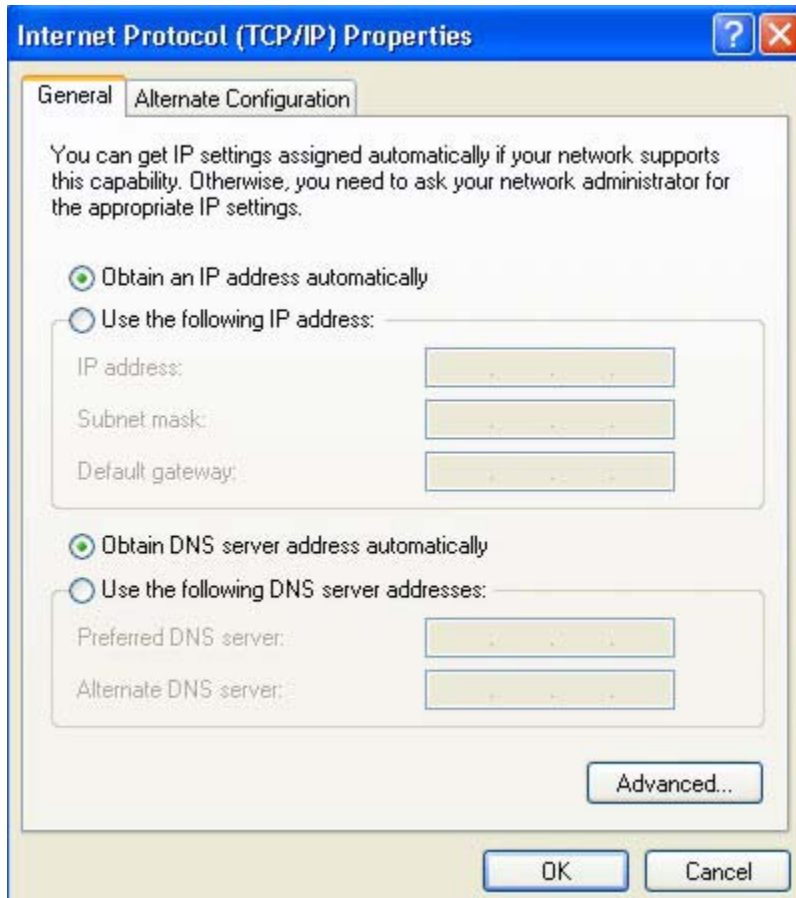 Internet Protocol (TCP/IP) Properties
General
Alternate Configuration
You can get IP settings assigned automatically if your network supports
this capability. Otherwise, you need to ask your network administrator for
the appropriate IP settings.
Obtain an IP address automatically
Use the following IP address:
IP address:
Subnet mask:
Default gateway:
Obtain DNS server address automatically
Use the following DNS server addresses:
Preferred DNS server:
Alternate DNS server:
Advanced...
OK
Cancel